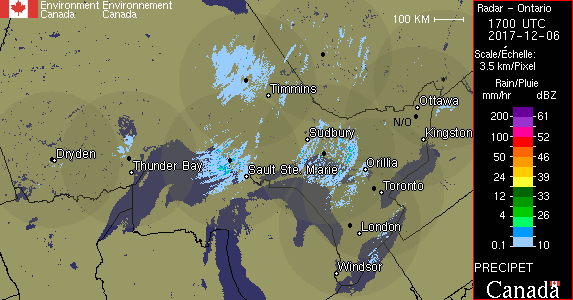 Environment Environnement
Canada Canada
100 KM
Timmins
Ottawa
N/O
Sudbury
Kingston
Dryden
Thunder Bay
Sault Ste. Marie
Orillia
Toronto
London
Windsor
Radar - Ontario
1700 UTC
2017-12-06
Scale/Échelle:
3.5 km/Pixel
Rain/Pluie
mm/hr dBZ
200 61
100 56
50 52
50 46
24 39
12 33
4 26
0.1 10
PRECIPET
Canada